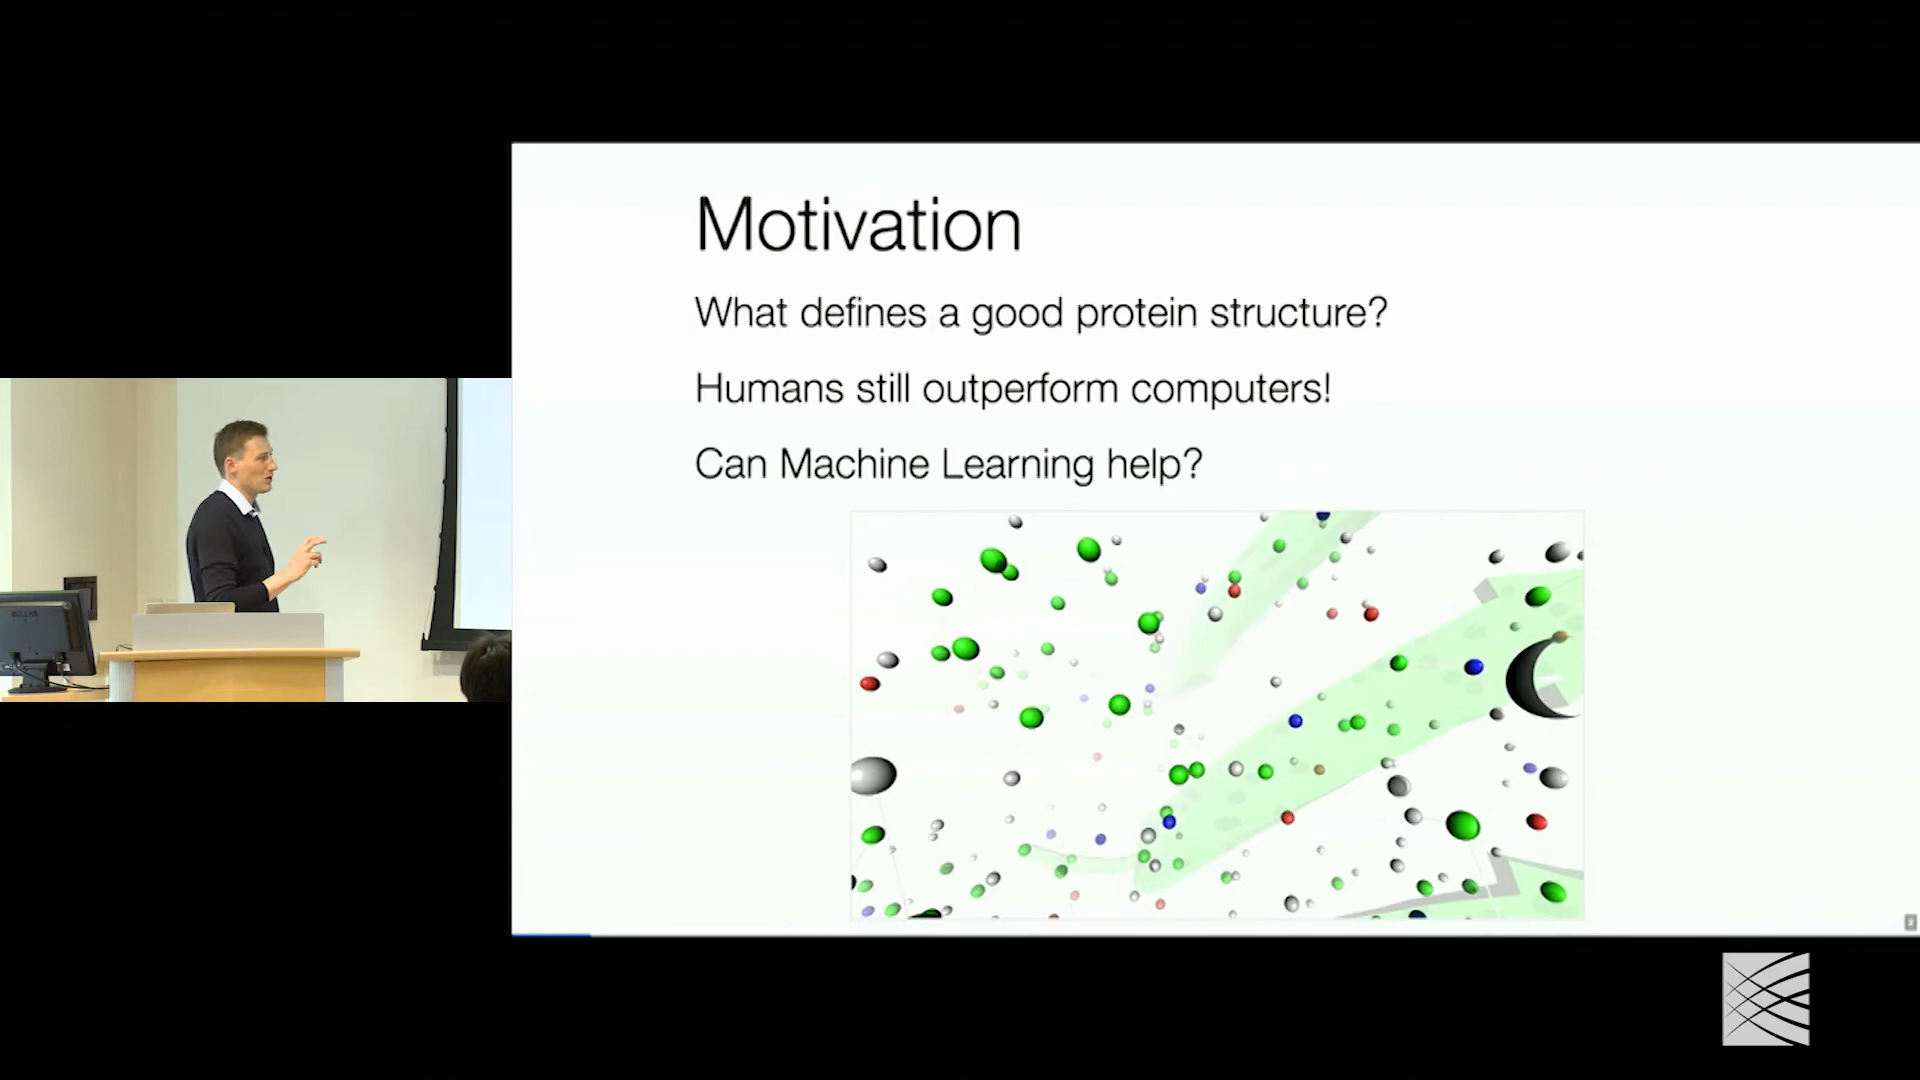 Motivation
What defines a good protein structure?
Humans still outperform computers!
Can Machine Learning help?